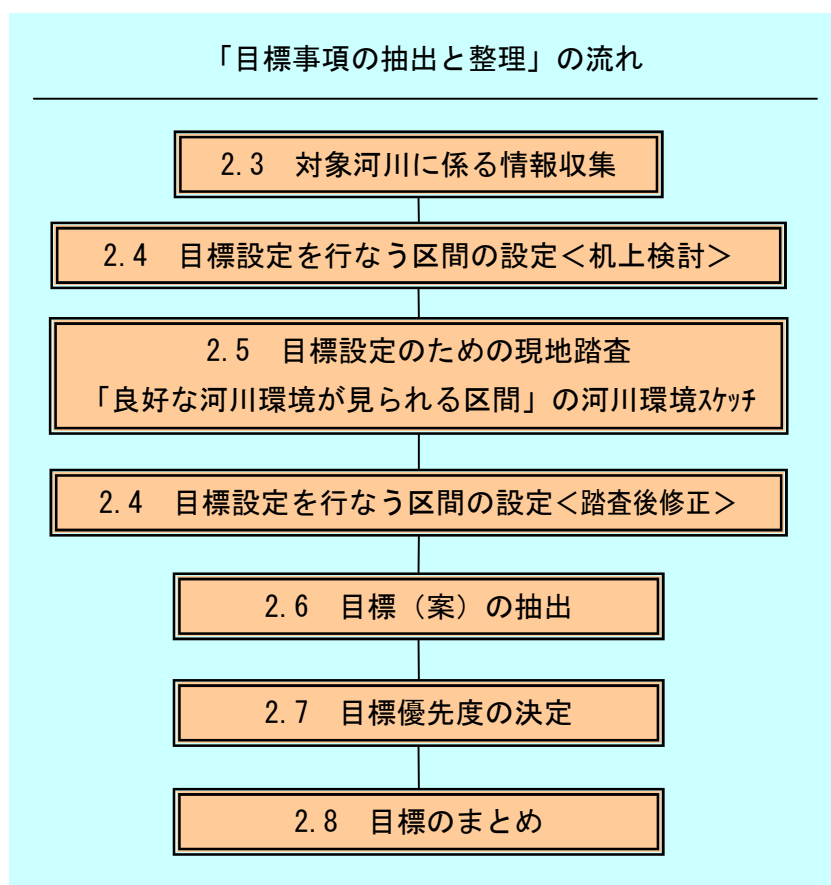 「目標事項の抽出と整理」の流れ
2.3 対象河川に係る情報収集
2.4 目標設定を行なう区間の設定＜机上検討＞
2.5 目標設定のための現地踏査
「良好な河川環境が見られる区間」の河川環境ｽｹｯﾁ
2.4 目標設定を行なう区間の設定＜踏査後修正＞
2.6 目標（案）の抽出
2.7 目標優先度の決定
2.8 目標のまとめ